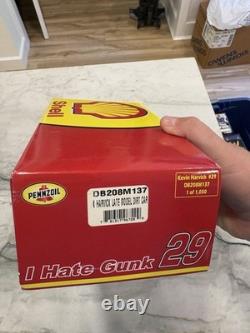 Shell
PENNZOIL
DB208M137
K HARVICK LATE MODEL DIRT CAR
Kevin Harvick #29
DB208M137
1 of 1,050
I Hate Gunk 29